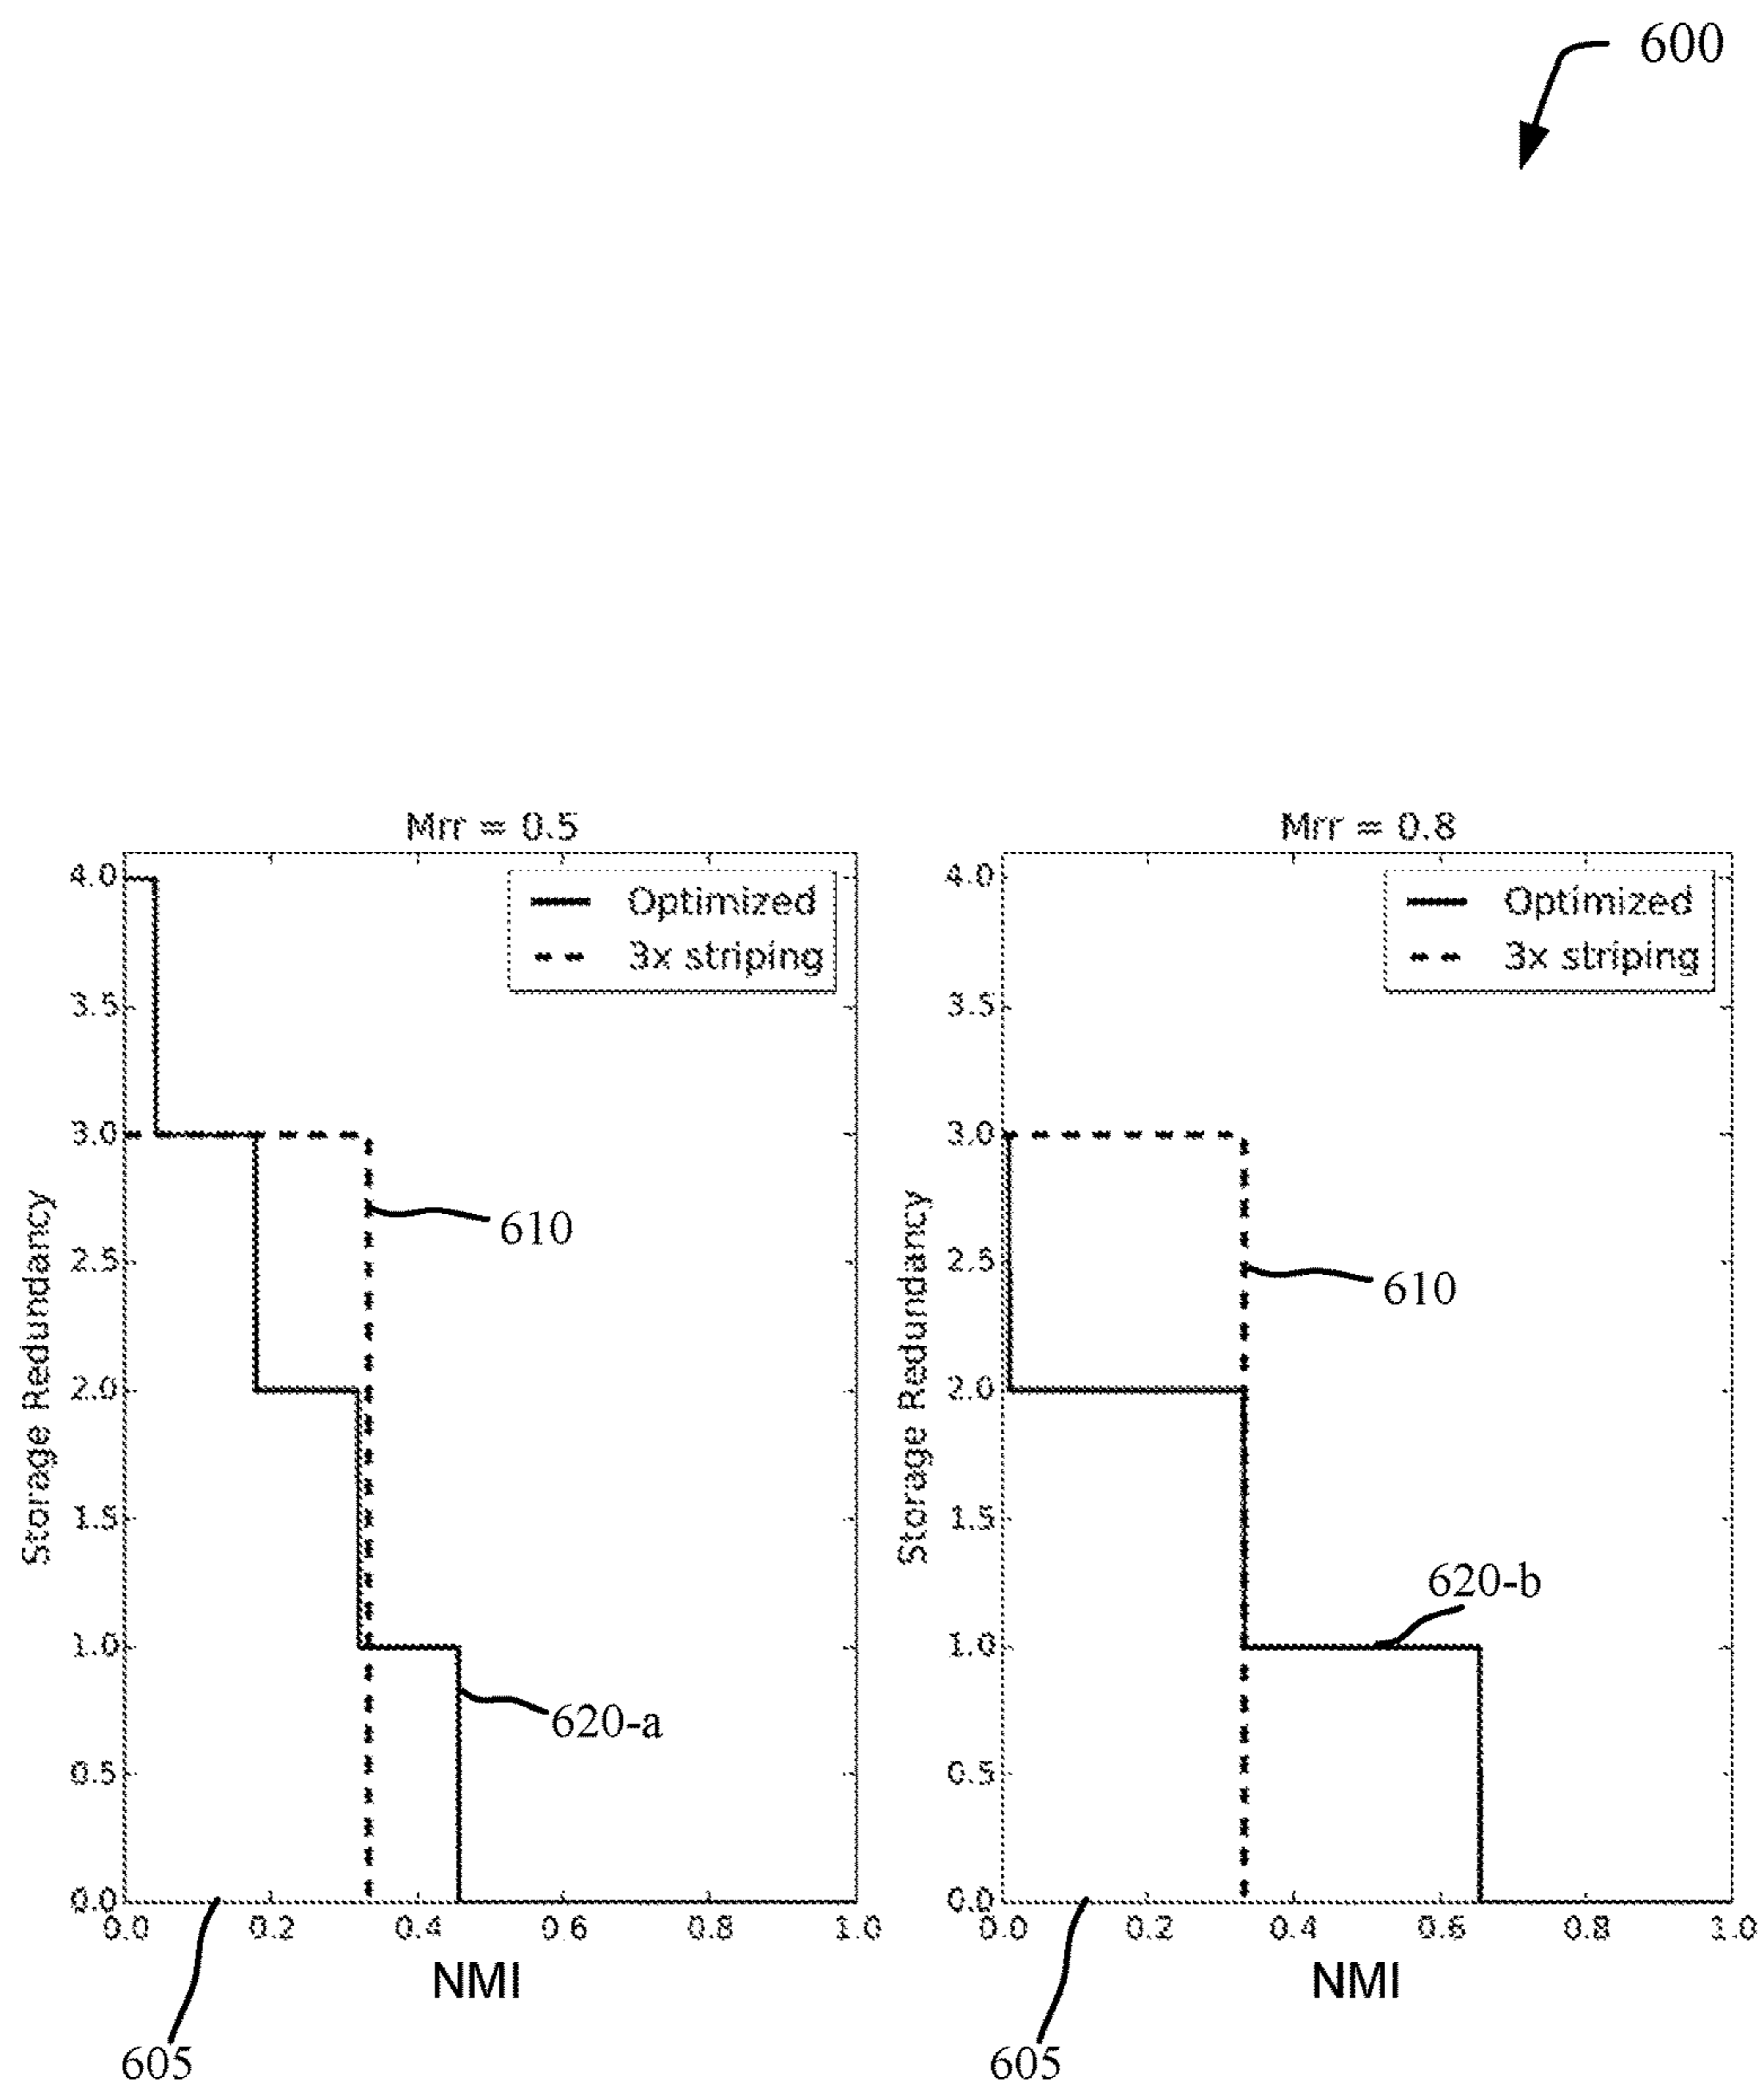 600
Mrr = 0.5
4.0
3.5
3.0
2.5
2.0
1.5
1.0
0.5
0.0
Storage Redundancy
Optimized
3x striping
610
620-a
0.0 0.2 0.4 0.6 0.8 1.0
NMI
605
Mrr = 0.8
4.0
3.5
3.0
2.5
2.0
1.5
1.0
0.5
0.0
Storage Redundancy
Optimized
3x striping
610
620-b
0.0 0.2 0.4 0.6 0.8 1.0
NMI
605